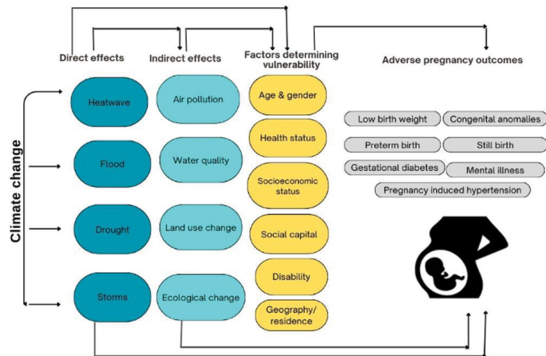 Direct effects
Indirect effects
Factors determining
vulnerability
Adverse pregnancy outcomes
Climate change
Heatwave
Flood
Drought
Storms
Air pollution
Water quality
Land use change
Ecological change
Age & gender
Health status
Socioeconomic
status
Social capital
Disability
Geography/
residence
Low birth weight
Congenital anomalies
Preterm birth
Still birth
Gestational diabetes
Mental illness
Pregnancy induced hypertension